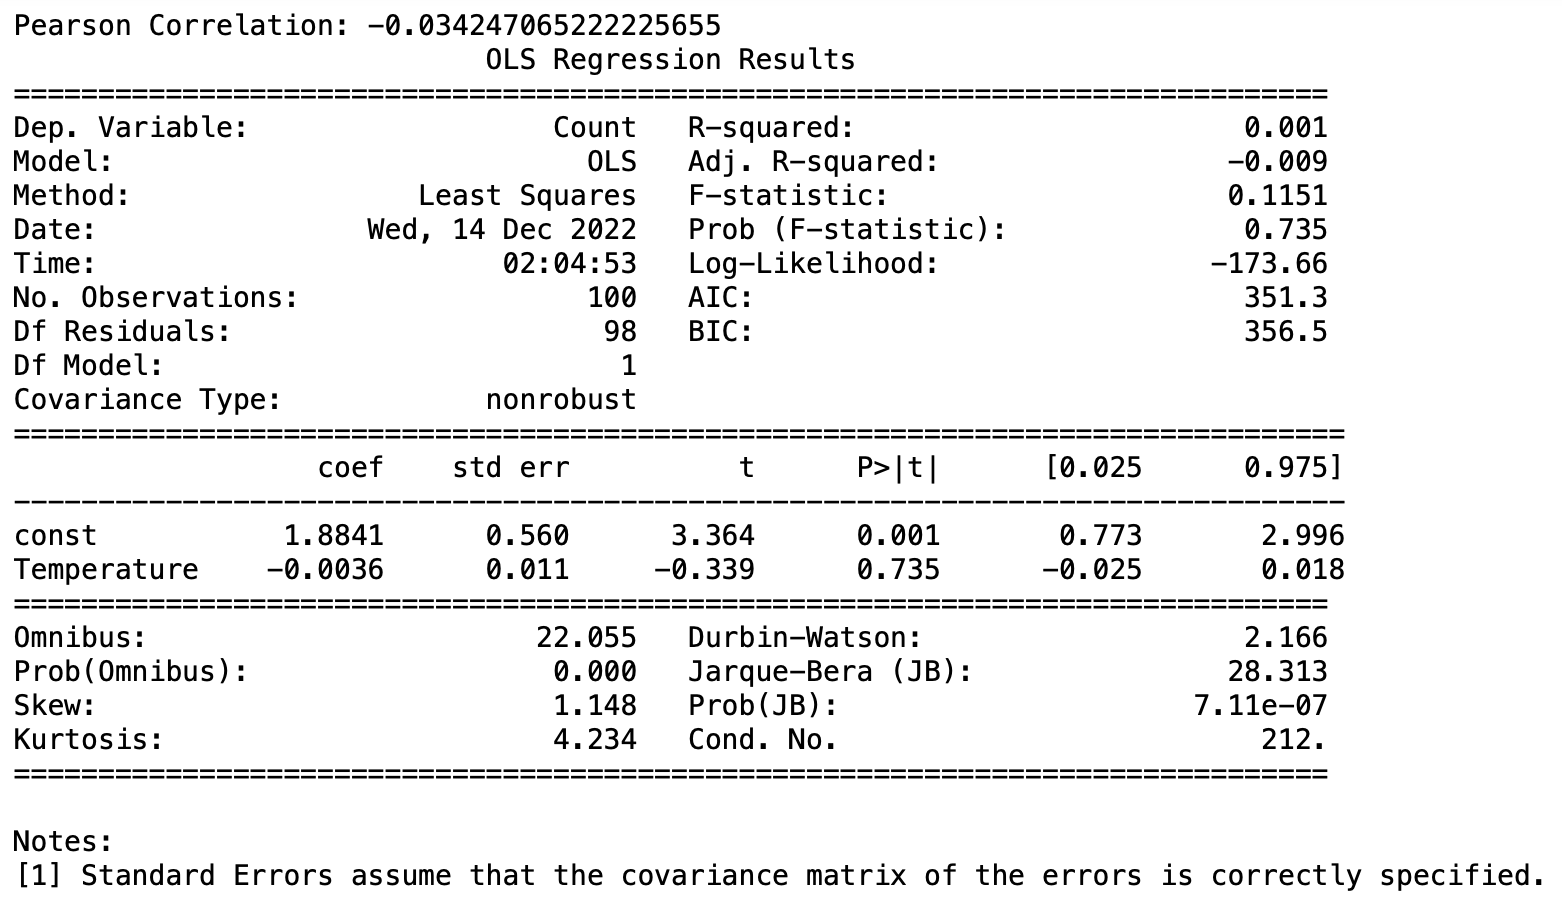 Pearson Correlation: -0.034247065222225655
                            OLS Regression Results
==============================================================================
Dep. Variable:                  Count   R-squared:                       0.001
Model:                            OLS   Adj. R-squared:                 -0.009
Method:                 Least Squares   F-statistic:                    0.1151
Date:                Wed, 14 Dec 2022   Prob (F-statistic):              0.735
Time:                        02:04:53   Log-Likelihood:                -173.66
No. Observations:                 100   AIC:                             351.3
Df Residuals:                      98   BIC:                             356.5
Df Model:                           1
Covariance Type:            nonrobust
===============================================================================
                  coef    std err          t      P>|t|      [0.025      0.975]
-------------------------------------------------------------------------------
const           1.8841      0.560      3.364      0.001       0.773       2.996
Temperature    -0.0036      0.011     -0.339      0.735      -0.025       0.018
==============================================================================
Omnibus:                       22.055   Durbin-Watson:                   2.166
Prob(Omnibus):                  0.000   Jarque-Bera (JB):               28.313
Skew:                           1.148   Prob(JB):                     7.11e-07
Kurtosis:                       4.234   Cond. No.                         212.
==============================================================================

Notes:
[1] Standard Errors assume that the covariance matrix of the errors is correctly specified.